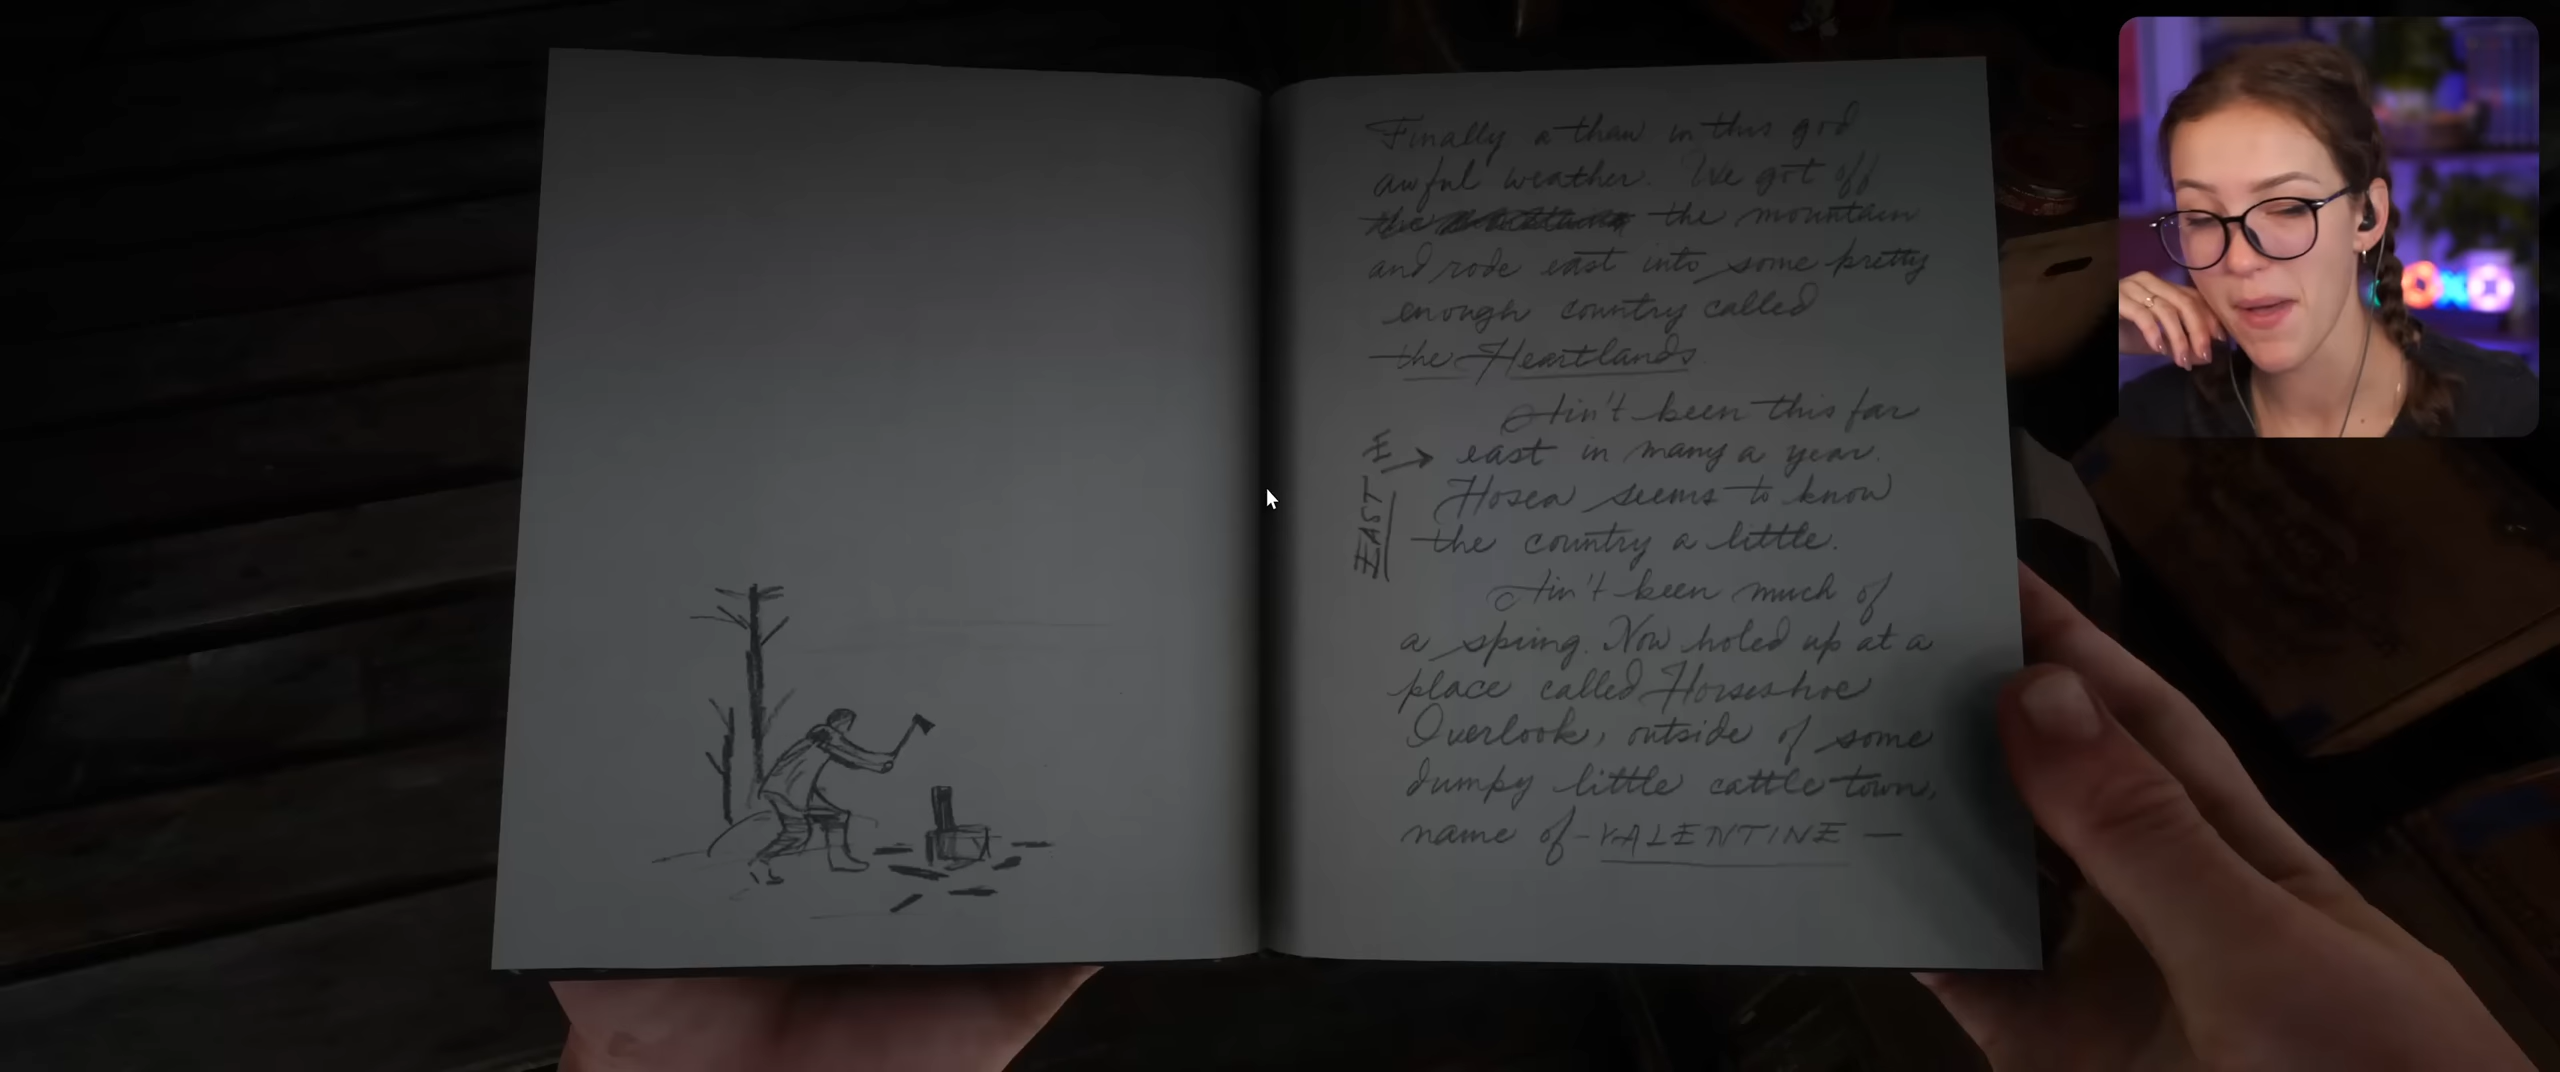 Finally a thaw in this god
awful weather. We got off
the the mountain
and rode east into some pretty
enough country called
the Heartlands.
Ain't been this far
E → east in many a year.
EAST
Hosea seems to know
the country a little.
Ain't been much of
a spring. Now holed up at a
place called Horseshoe
Overlook, outside of some
dumpy little cattle town,
name of - VALENTINE —